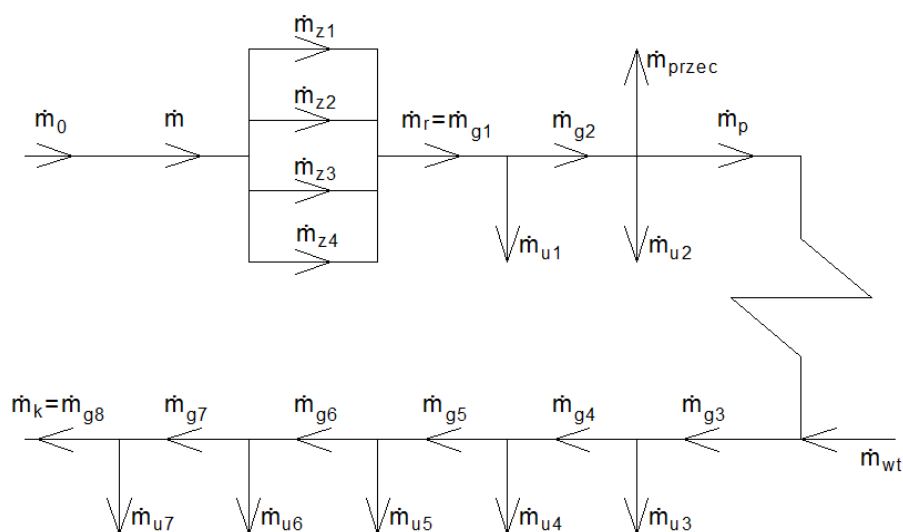 ṁz1
ṁprzec
ṁz2
ṁ0 ṁ ṁr=ṁg1 ṁg2 ṁp
ṁz3
ṁz4 ṁu1 ṁu2
ṁk=ṁg8 ṁg7 ṁg6 ṁg5 ṁg4 ṁg3
ṁwt
ṁu7 ṁu6 ṁu5 ṁu4 ṁu3